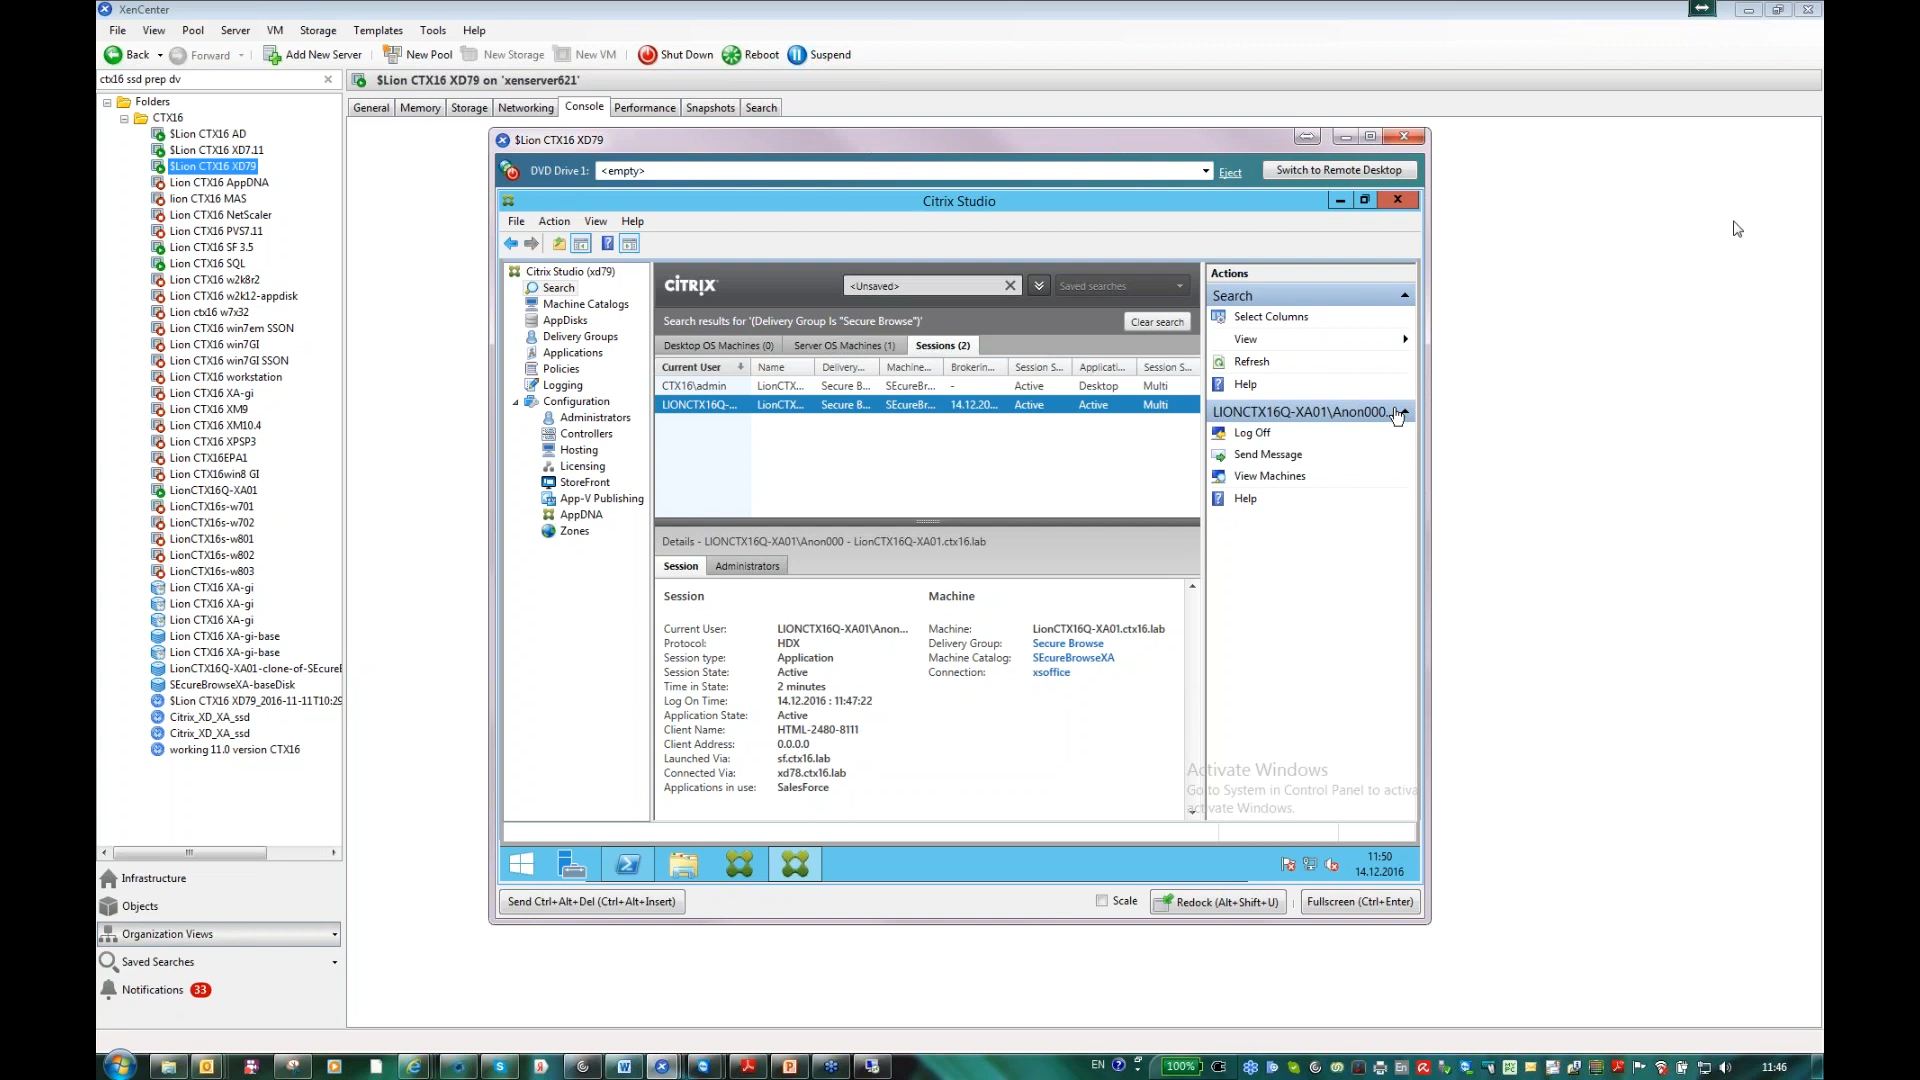 XenCenter
File View Pool Server VM Storage Templates Tools Help
Back Forward Add New Server New Pool New Storage New VM Shut Down Reboot Suspend
ctx16 ssd prep dv
$Lion CTX16 XD79 on 'xenserver621'
General Memory Storage Networking Console Performance Snapshots Search
Folders
CTX16
$Lion CTX16 AD
$Lion CTX16 XD7.11
$Lion CTX16 XD79
Lion CTX16 AppDNA
lion CTX16 MAS
Lion CTX16 NetScaler
Lion CTX16 PVS7.11
Lion CTX16 SF 3.5
Lion CTX16 SQL
Lion CTX16 w2k8r2
Lion CTX16 w2k12-appdisk
Lion ctx16 w7x32
Lion CTX16 win7em SSON
Lion CTX16 win7GI
Lion CTX16 win7GI SSON
Lion CTX16 workstation
Lion CTX16 XA-gi
Lion CTX16 XM9
Lion CTX16 XM10.4
Lion CTX16 XPSP3
Lion CTX16EPA1
Lion CTX16win8 GI
LionCTX16Q-XA01
LionCTX16s-w701
LionCTX16s-w702
LionCTX16s-w801
LionCTX16s-w802
LionCTX16s-w803
Lion CTX16 XA-gi
Lion CTX16 XA-gi
Lion CTX16 XA-gi
Lion CTX16 XA-gi-base
Lion CTX16 XA-gi-base
LionCTX16Q-XA01-clone-of-SEcureE
SEcureBrowseXA-baseDisk
$Lion CTX16 XD79_2016-11-11T10:29
Citrix_XD_XA_ssd
Citrix_XD_XA_ssd
working 11.0 version CTX16
Infrastructure
Objects
Organization Views
Saved Searches
Notifications 33
$Lion CTX16 XD79
DVD Drive 1: <empty> Eject Switch to Remote Desktop
Citrix Studio
File Action View Help
Citrix Studio (xd79)
Search
Machine Catalogs
AppDisks
Delivery Groups
Applications
Policies
Logging
Configuration
Administrators
Controllers
Hosting
Licensing
StoreFront
App-V Publishing
AppDNA
Zones
CITRIX <Unsaved> Saved searches
Search results for '(Delivery Group Is "Secure Browse")' Clear search
Desktop OS Machines (0) Server OS Machines (1) Sessions (2)
Current User Name Delivery... Machine... Brokerin... Session S... Applicati... Session S...
CTX16\admin LionCTX... Secure B... SEcureBr... - Active Desktop Multi
LIONCTX16Q-... LionCTX... Secure B... SEcureBr... 14.12.20... Active Active Multi
Details - LIONCTX16Q-XA01\Anon000 - LionCTX16Q-XA01.ctx16.lab
Session Administrators
Session Machine
Current User: LIONCTX16Q-XA01\Anon... Machine: LionCTX16Q-XA01.ctx16.lab
Protocol: HDX Delivery Group: Secure Browse
Session type: Application Machine Catalog: SEcureBrowseXA
Session State: Active Connection: xsoffice
Time in State: 2 minutes
Log On Time: 14.12.2016 : 11:47:22
Application State: Active
Client Name: HTML-2480-8111
Client Address: 0.0.0.0
Launched Via: sf.ctx16.lab
Connected Via: xd78.ctx16.lab
Applications in use: SalesForce
Actions
Search
Select Columns
View
Refresh
Help
LIONCTX16Q-XA01\Anon000...
Log Off
Send Message
View Machines
Help
Activate Windows
Go to System in Control Panel to activa
activate Windows.
11:50
14.12.2016
Send Ctrl+Alt+Del (Ctrl+Alt+Insert) Scale Redock (Alt+Shift+U) Fullscreen (Ctrl+Enter)
EN 100% 11:46